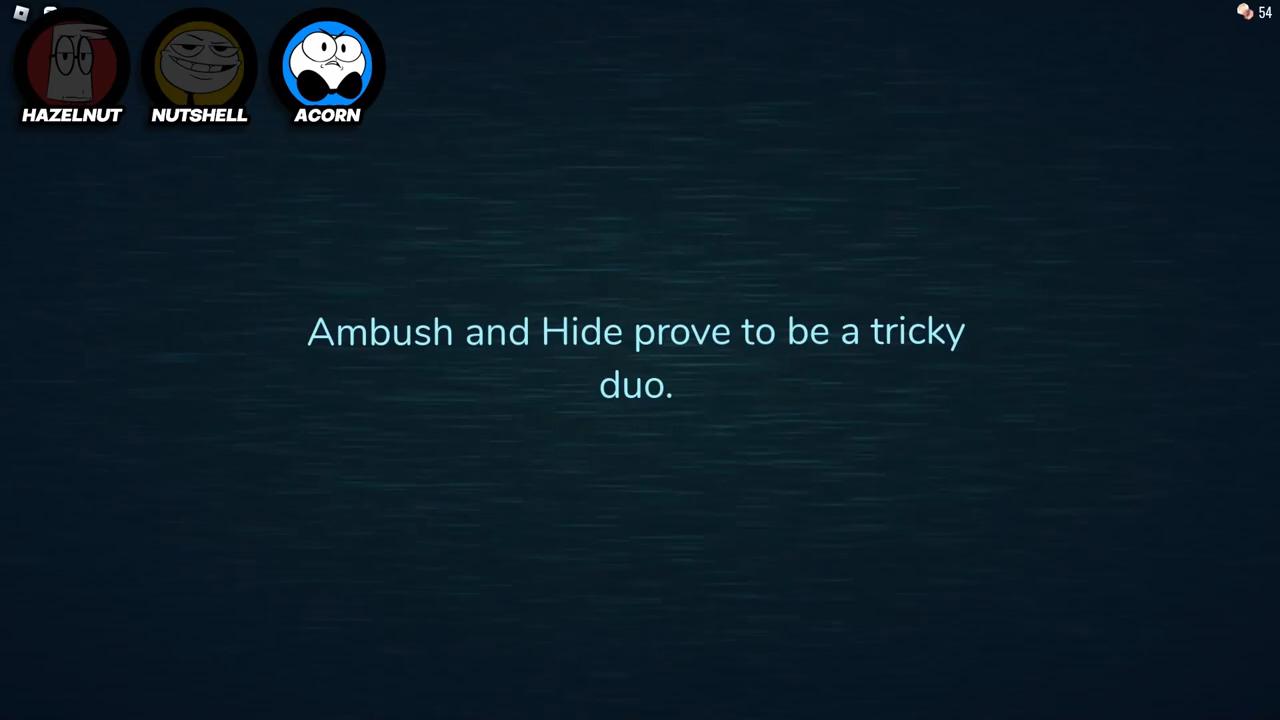 54
HAZELNUT NUTSHELL ACORN
Ambush and Hide prove to be a tricky
duo.